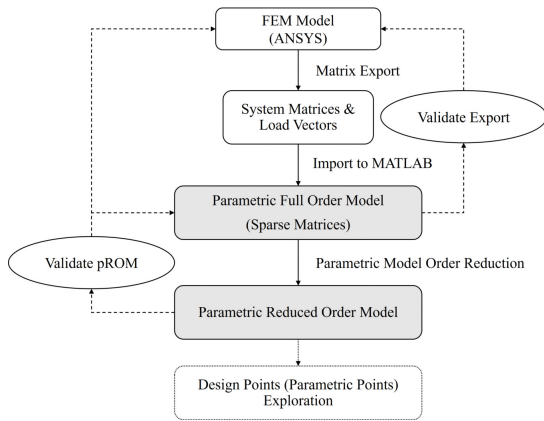 FEM Model
(ANSYS)
Matrix Export
System Matrices &
Load Vectors
Validate Export
Import to MATLAB
Parametric Full Order Model
(Sparse Matrices)
Validate pROM
Parametric Model Order Reduction
Parametric Reduced Order Model
Design Points (Parametric Points)
Exploration